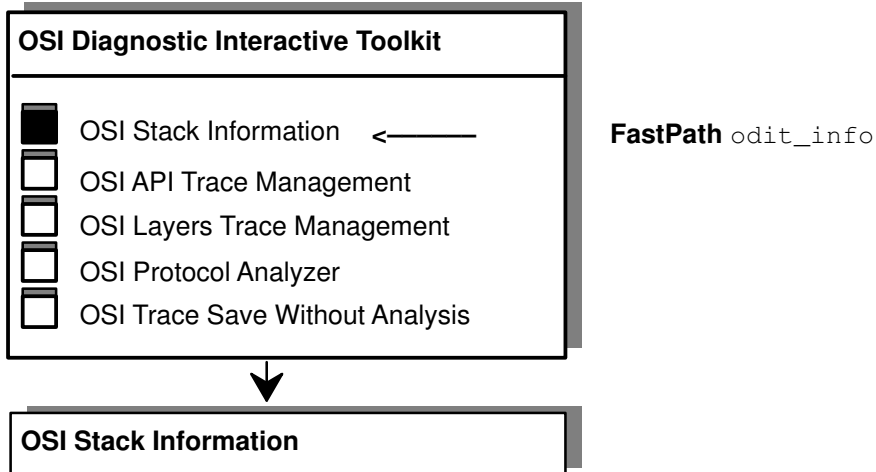 OSI Diagnostic Interactive Toolkit
OSI Stack Information <——— FastPath odit_info
OSI API Trace Management
OSI Layers Trace Management
OSI Protocol Analyzer
OSI Trace Save Without Analysis
OSI Stack Information